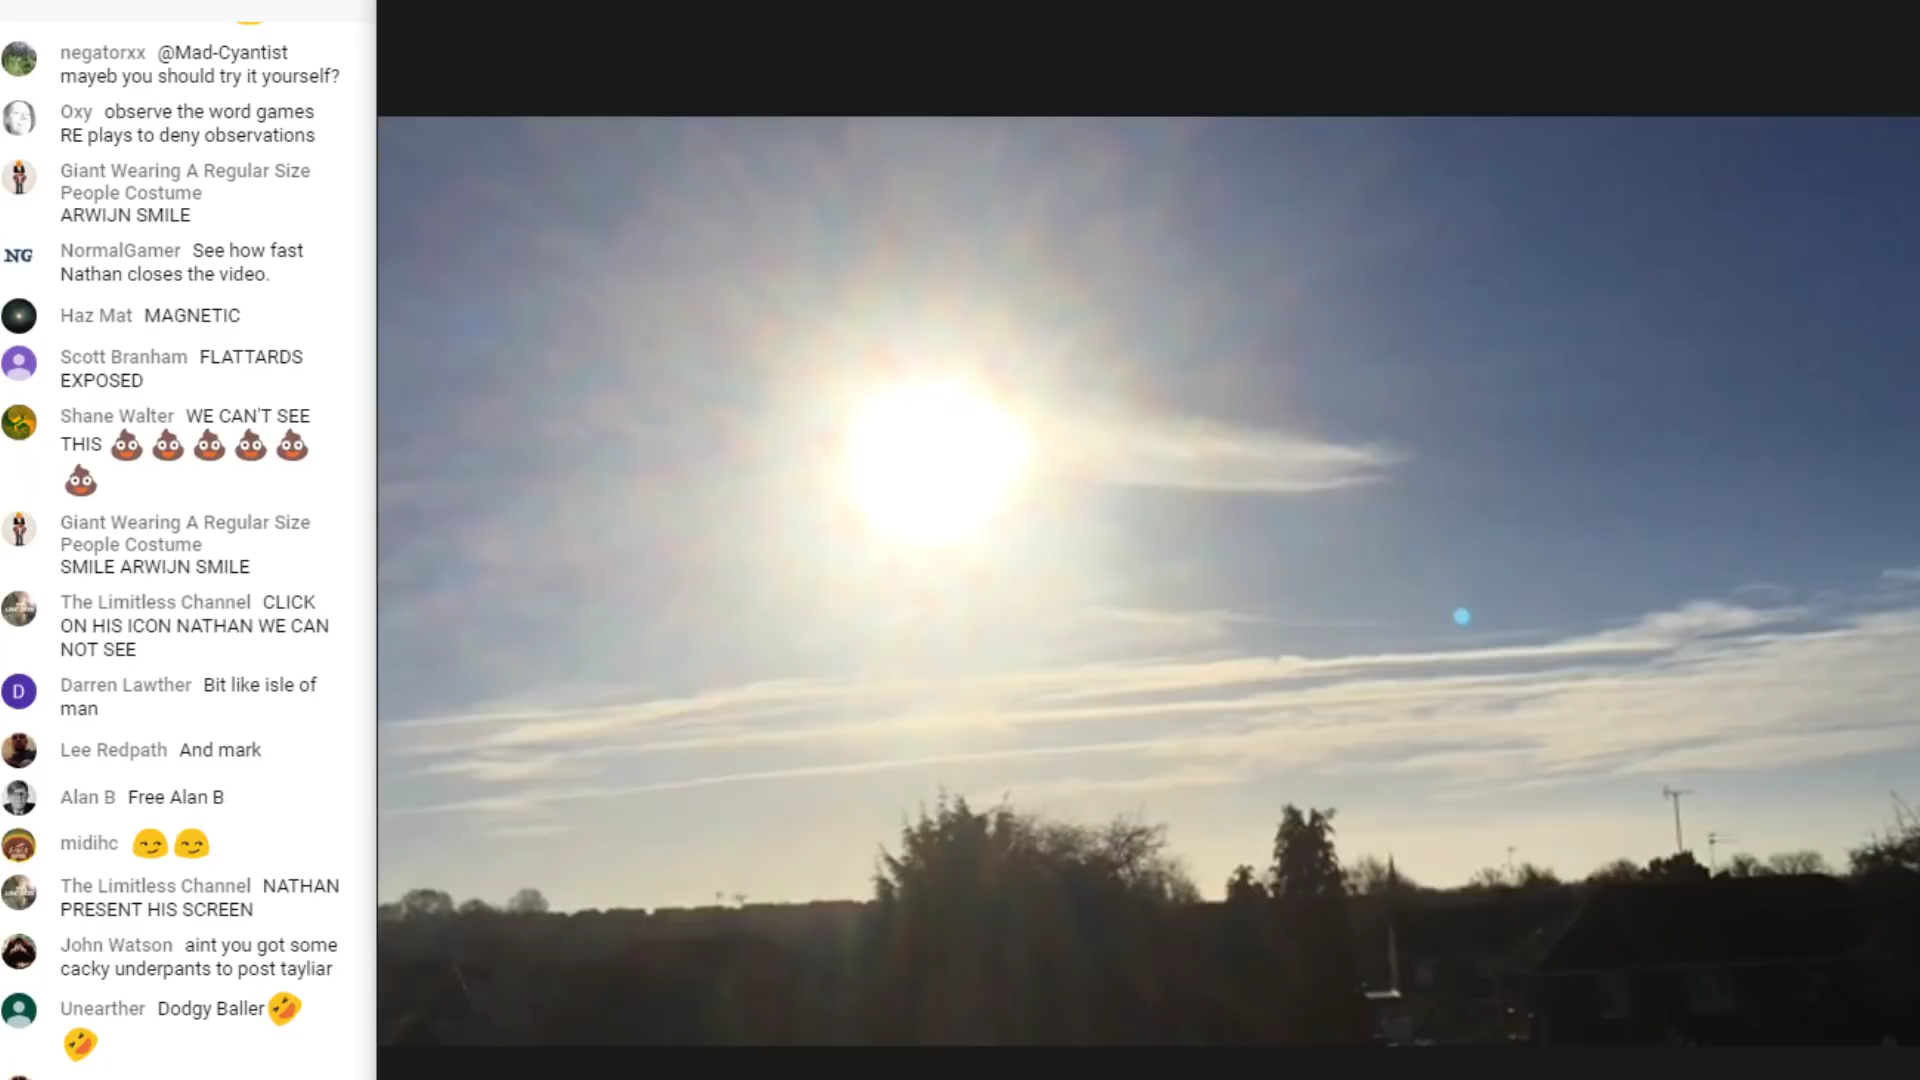 negatorxx @Mad-Cyantist
mayeb you should try it yourself?
Oxy observe the word games
RE plays to deny observations
Giant Wearing A Regular Size
People Costume
ARWIJN SMILE
NG NormalGamer See how fast
Nathan closes the video.
Haz Mat MAGNETIC
Scott Branham FLATTARDS
EXPOSED
Shane Walter WE CAN'T SEE
THIS 💩 💩 💩 💩 💩
💩
Giant Wearing A Regular Size
People Costume
SMILE ARWIJN SMILE
The Limitless Channel CLICK
ON HIS ICON NATHAN WE CAN
NOT SEE
D Darren Lawther Bit like isle of
man
Lee Redpath And mark
Alan B Free Alan B
midihc 😏 😏
The Limitless Channel NATHAN
PRESENT HIS SCREEN
John Watson aint you got some
cacky underpants to post tayliar
Unearther Dodgy Baller 🤣
🤣